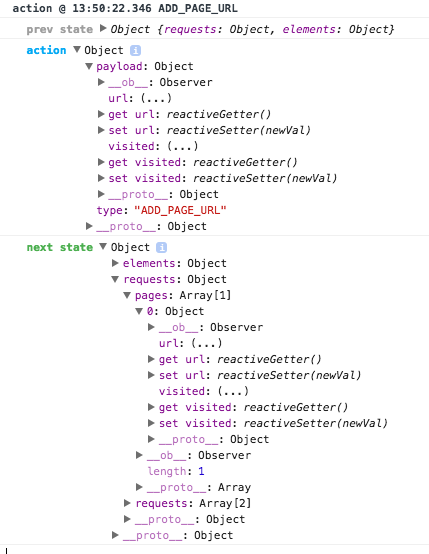 action @ 13:50:22.346 ADD_PAGE_URL
prev state ▶ Object {requests: Object, elements: Object}
action ▼ Object i
▼ payload: Object
▶ __ob__: Observer
url: (...)
▶ get url: reactiveGetter()
▶ set url: reactiveSetter(newVal)
visited: (...)
▶ get visited: reactiveGetter()
▶ set visited: reactiveSetter(newVal)
▶ __proto__: Object
type: "ADD_PAGE_URL"
▶ __proto__: Object
next state ▼ Object i
▶ elements: Object
▼ requests: Object
▼ pages: Array[1]
▼ 0: Object
▶ __ob__: Observer
url: (...)
▶ get url: reactiveGetter()
▶ set url: reactiveSetter(newVal)
visited: (...)
▶ get visited: reactiveGetter()
▶ set visited: reactiveSetter(newVal)
▶ __proto__: Object
▶ __ob__: Observer
length: 1
▶ __proto__: Array
▶ requests: Array[2]
▶ __proto__: Object
▶ __proto__: Object